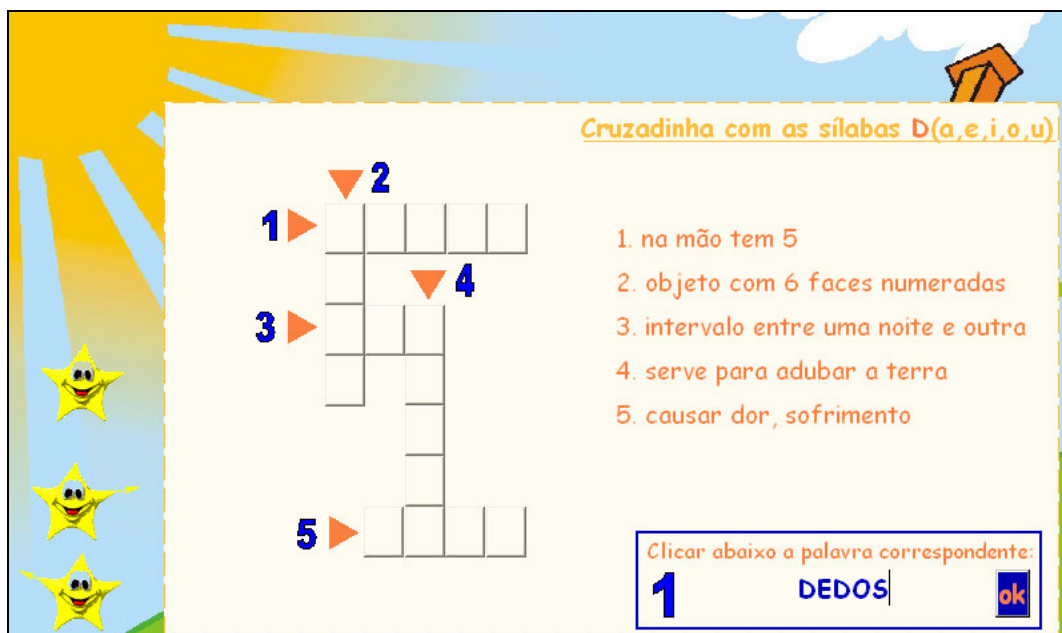 Cruzadinha com as sílabas D(a,e,i,o,u)
2
1
4
3
5
1. na mão tem 5
2. objeto com 6 faces numeradas
3. intervalo entre uma noite e outra
4. serve para adubar a terra
5. causar dor, sofrimento
Clicar abaixo a palavra correspondente:
1 DEDOS ok